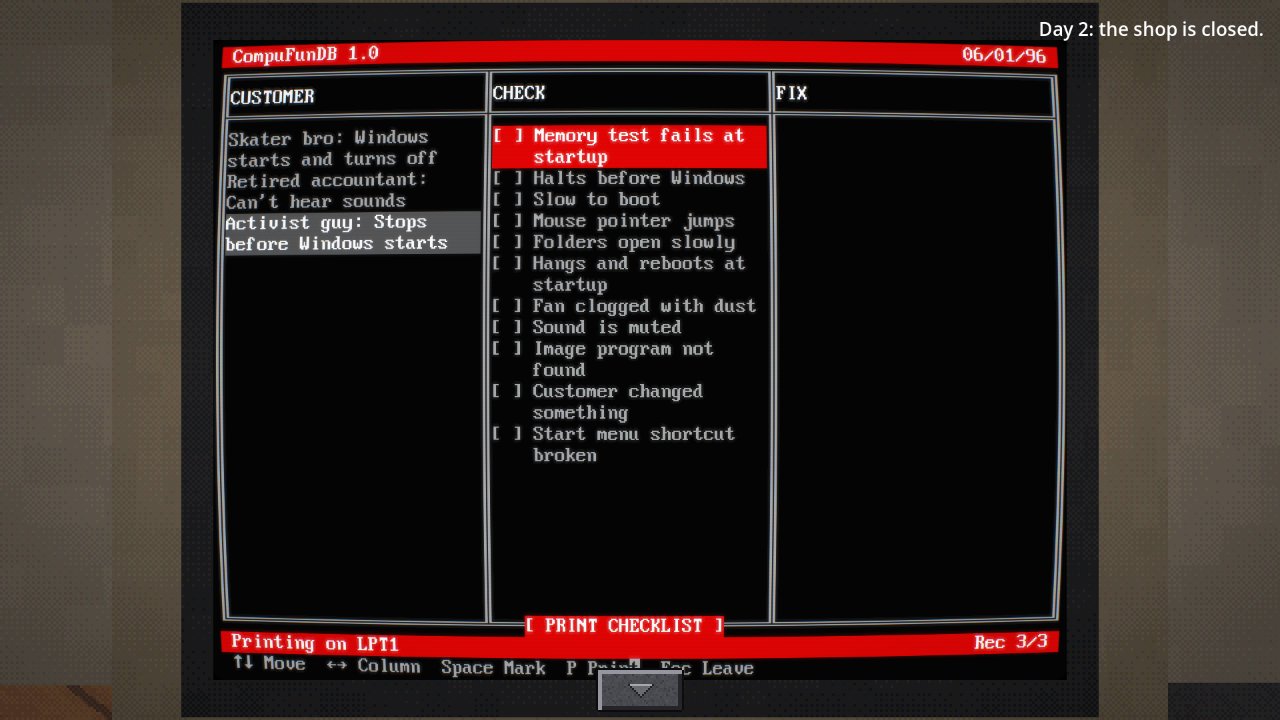 Day 2: the shop is closed.
CompuFunDB 1.0 06/01/96
CUSTOMER CHECK FIX
Skater bro: Windows
starts and turns off
Retired accountant:
Can't hear sounds
Activist guy: Stops
before Windows starts
[ ] Memory test fails at
startup
[ ] Halts before Windows
[ ] Slow to boot
[ ] Mouse pointer jumps
[ ] Folders open slowly
[ ] Hangs and reboots at
startup
[ ] Fan clogged with dust
[ ] Sound is muted
[ ] Image program not
found
[ ] Customer changed
something
[ ] Start menu shortcut
broken
[ PRINT CHECKLIST ]
Printing on LPT1 Rec 3/3
↑↓ Move ↔ Column Space Mark P Print Esc Leave